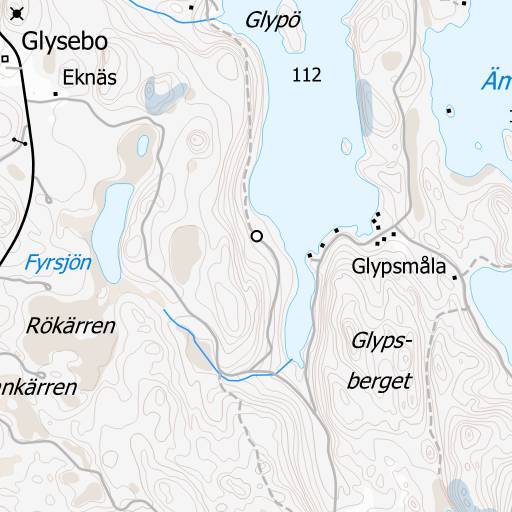 Glypö
Glysebo
Eknäs
112
Äm
Fyrsjön
Glypsmåla
Rökärren
Glyps-
berget
nkärren